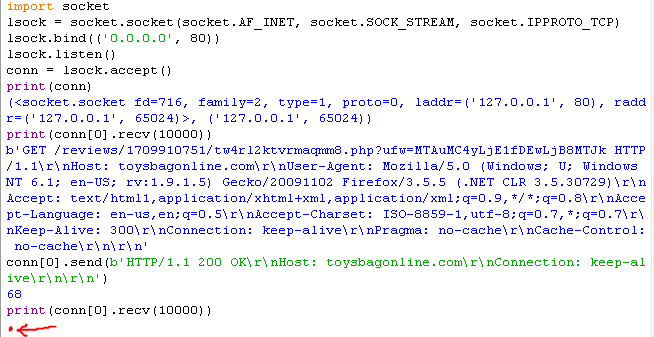 import socket
lsock = socket.socket(socket.AF_INET, socket.SOCK_STREAM, socket.IPPROTO_TCP)
lsock.bind(('0.0.0.0', 80))
lsock.listen()
conn = lsock.accept()
print(conn)
(<socket.socket fd=716, family=2, type=1, proto=0, laddr=('127.0.0.1', 80), radd
r=('127.0.0.1', 65024)>, ('127.0.0.1', 65024))
print(conn[0].recv(10000))
b'GET /reviews/1709910751/tw4rl2ktvrmaqmm8.php?ufw=MTAuMC4yLjE1fDEwLjB8MTJk HTTP
/1.1\r\nHost: toysbagonline.com\r\nUser-Agent: Mozilla/5.0 (Windows; U; Windows
NT 6.1; en-US; rv:1.9.1.5) Gecko/20091102 Firefox/3.5.5 (.NET CLR 3.5.30729)\r\n
Accept: text/html,application/xhtml+xml,application/xml;q=0.9,*/*;q=0.8\r\nAcce
pt-Language: en-us,en;q=0.5\r\nAccept-Charset: ISO-8859-1,utf-8;q=0.7,*;q=0.7\r\
nKeep-Alive: 300\r\nConnection: keep-alive\r\nPragma: no-cache\r\nCache-Control:
 no-cache\r\n\r\n'
conn[0].send(b'HTTP/1.1 200 OK\r\nHost: toysbagonline.com\r\nConnection: keep-al
ive\r\n\r\n')
68
print(conn[0].recv(10000))